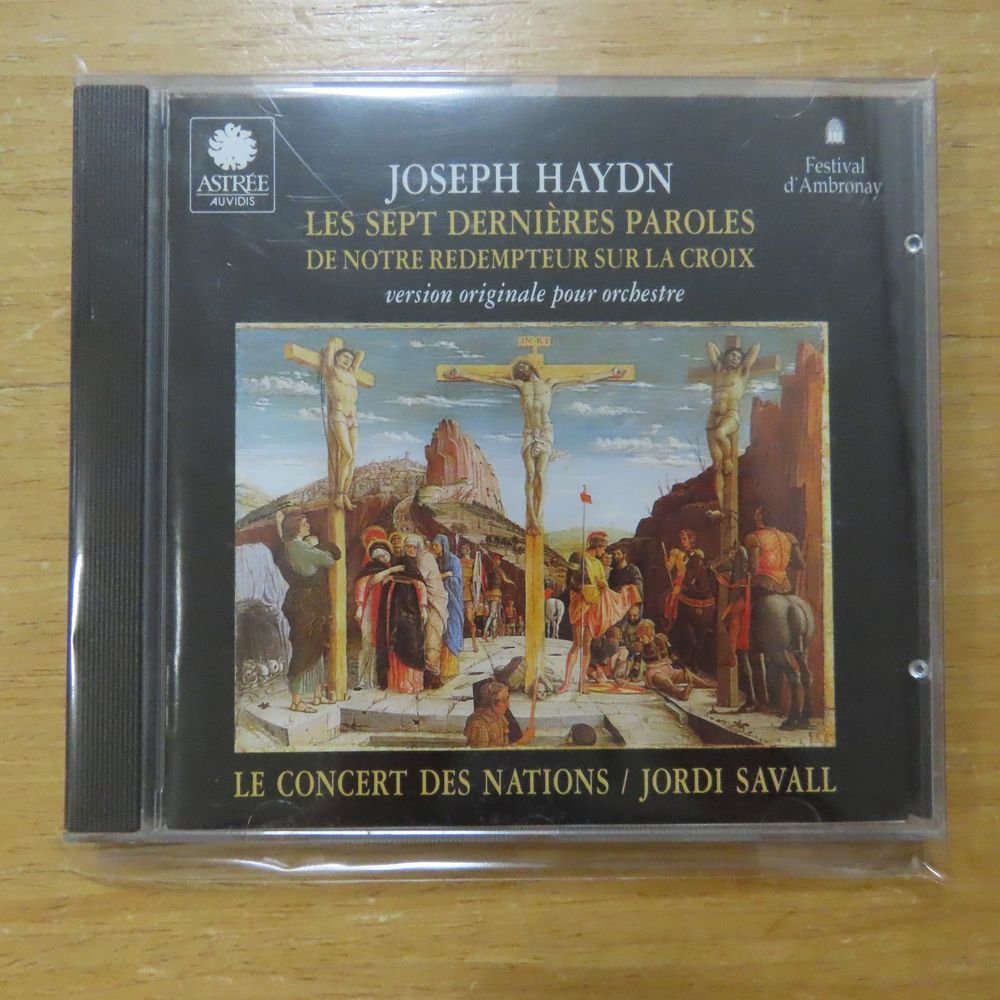 ASTRÉE
AUVIDIS
Festival
d'Ambronay
JOSEPH HAYDN
LES SEPT DERNIÈRES PAROLES
DE NOTRE REDEMPTEUR SUR LA CROIX
version originale pour orchestre
INRI
LE CONCERT DES NATIONS / JORDI SAVALL